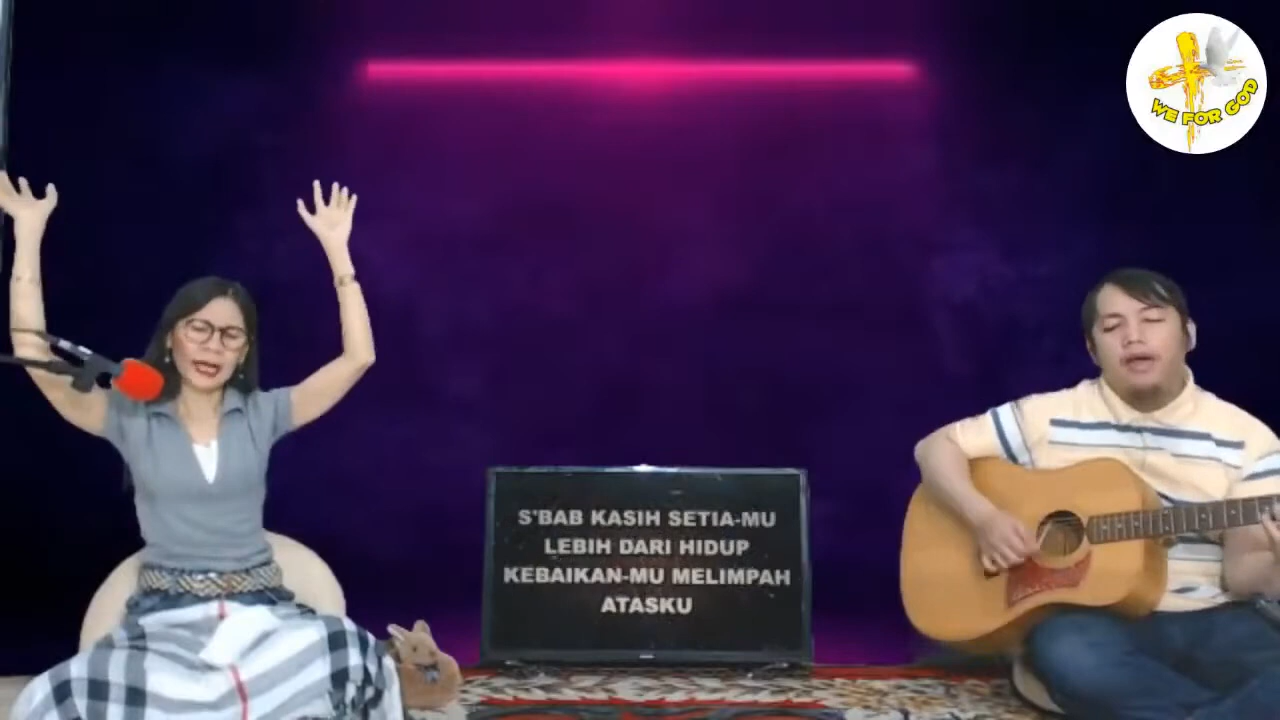 WE FOR GOD
S'BAB KASIH SETIA-MU
LEBIH DARI HIDUP
KEBAIKAN-MU MELIMPAH
ATASKU